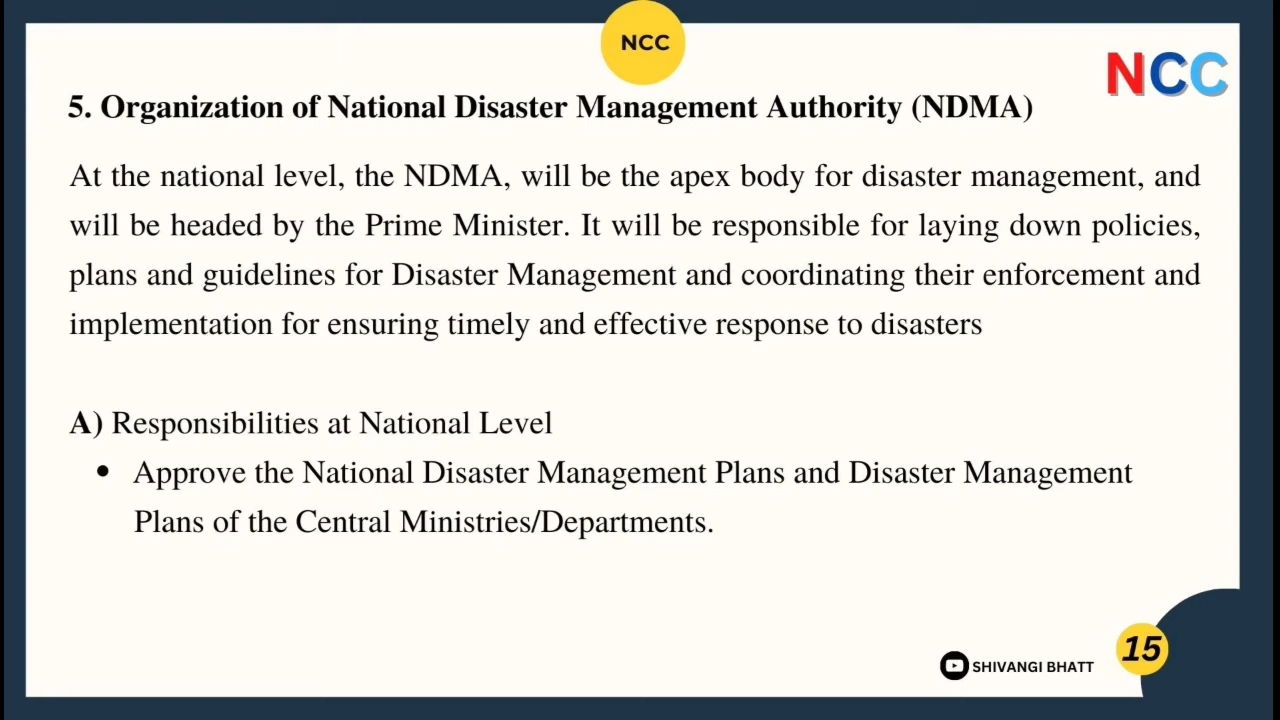 NCC
NCC
5. Organization of National Disaster Management Authority (NDMA)
At the national level, the NDMA, will be the apex body for disaster management, and
will be headed by the Prime Minister. It will be responsible for laying down policies,
plans and guidelines for Disaster Management and coordinating their enforcement and
implementation for ensuring timely and effective response to disasters
A) Responsibilities at National Level
• Approve the National Disaster Management Plans and Disaster Management
Plans of the Central Ministries/Departments.
15
SHIVANGI BHATT